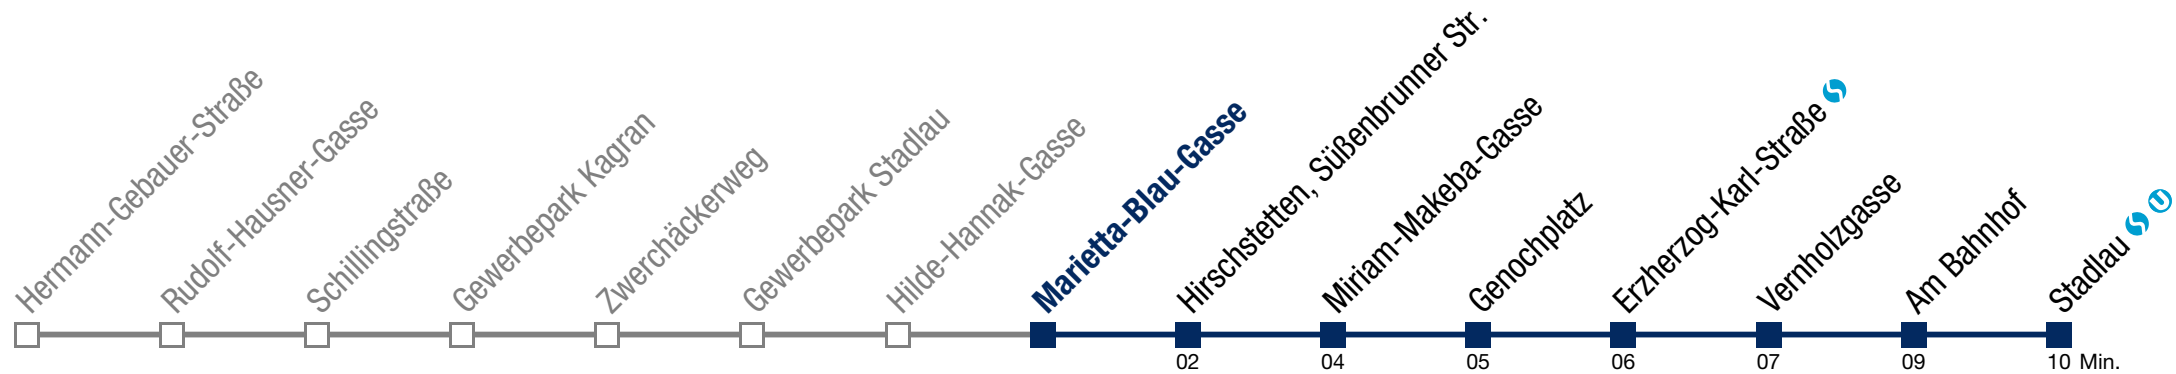 Hermann-Gebauer-Straße
Rudolf-Hausner-Gasse
Schillingstraße
Gewerbepark Kagran
Zwerchäckerweg
Gewerbepark Stadlau
Hilde-Hannak-Gasse
Marietta-Blau-Gasse
Hirschstetten, Süßenbrunner Str.
Miriam-Makeba-Gasse
Genochplatz
Erzherzog-Karl-Straße S
Vernholzgasse
Am Bahnhof
Stadlau S U
02 04 05 06 07 09 10 Min.